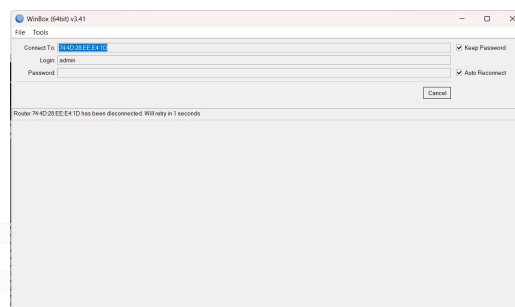 WinBox (64bit) v3.41
File Tools
Connect To: 74:4D:28:EE:E4:1D Keep Password
Login: admin
Password: Auto Reconnect
Cancel
Router 74:4D:28:EE:E4:1D has been disconnected. Will retry in 1 seconds